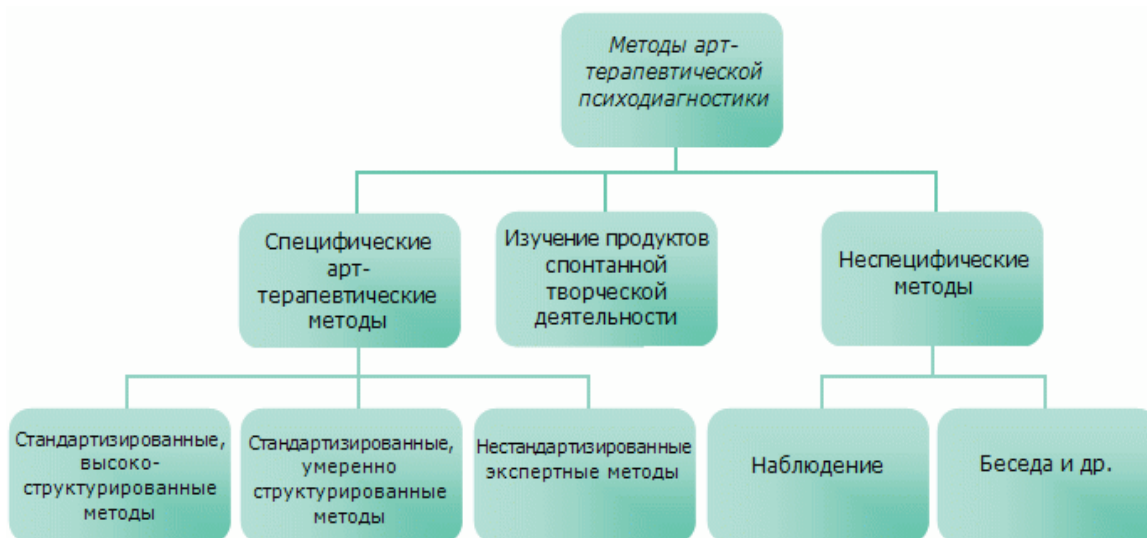 Методы арт-
терапевтической
психодиагностики
Специфические
арт-
терапевтические
методы
Изучение продуктов
спонтанной
творческой
деятельности
Неспецифические
методы
Стандартизированные,
высоко-
структурированные
методы
Стандартизированные,
умеренно
структурированные
методы
Нестандартизированные
экспертные методы
Наблюдение
Беседа и др.